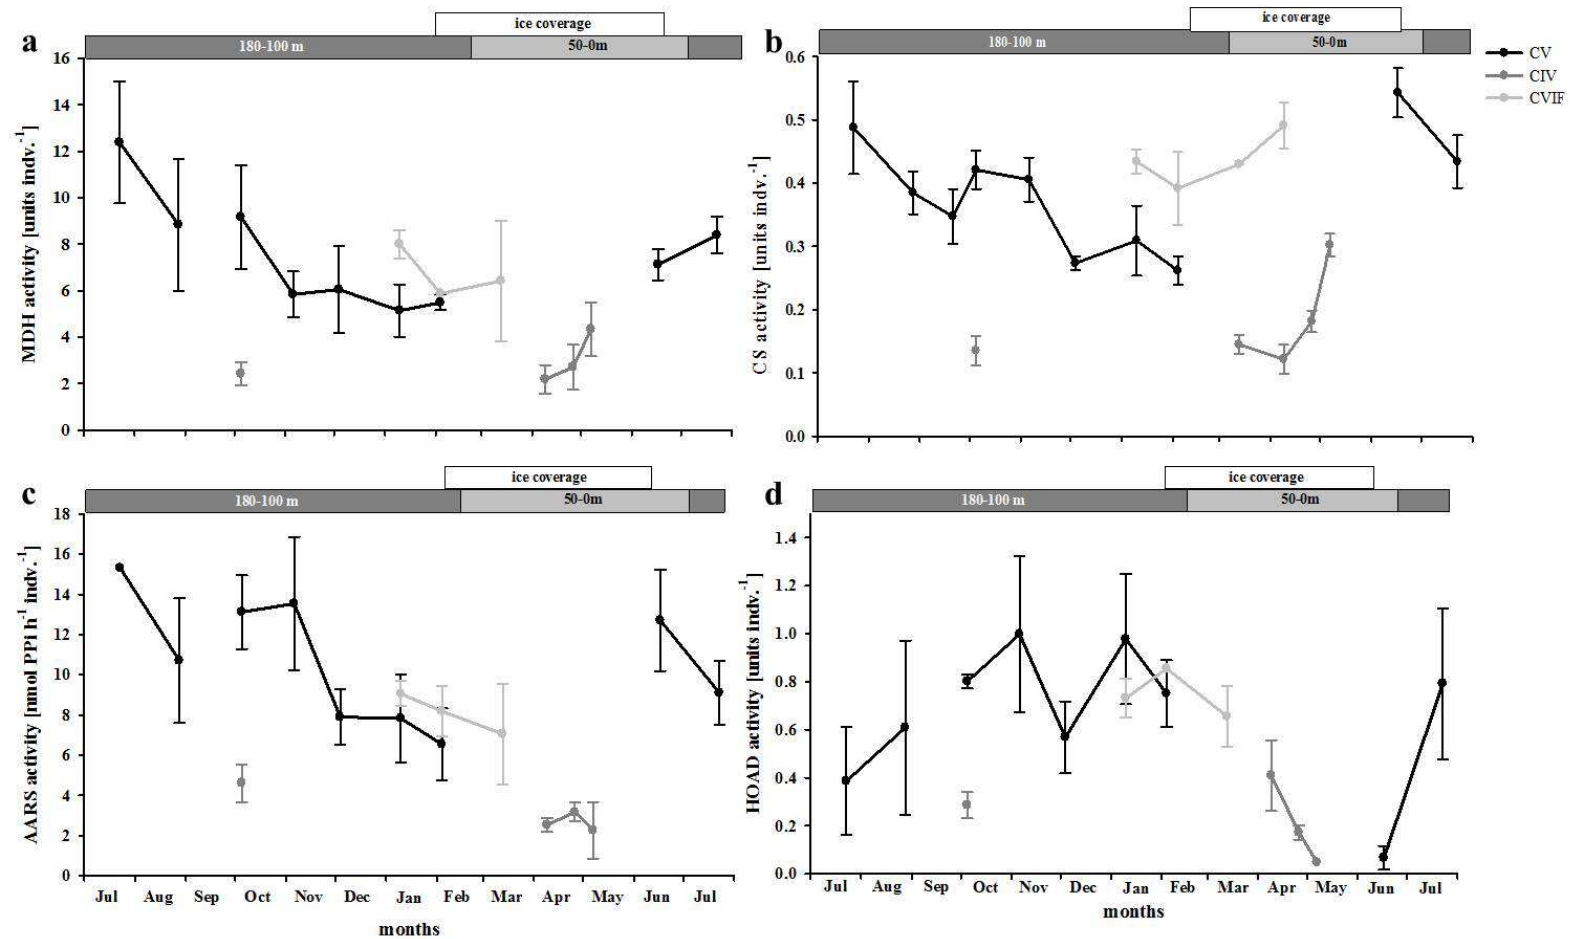 ice coverage
a
180-100 m
50-0m
16
14
12
10
8
6
4
2
0
MDH activity [units indv.-1]
ice coverage
b
180-100 m
50-0m
0.6
0.5
0.4
0.3
0.2
0.1
0.0
CS activity [units indv.-1]
CV
CIV
CVIF
ice coverage
c
180-100 m
50-0m
18
16
14
12
10
8
6
4
2
0
AARS activity [nmol PPi h-1 indv.-1]
Jul Aug Sep Oct Nov Dec Jan Feb Mar Apr May Jun Jul
months
ice coverage
d
180-100 m
50-0m
1.4
1.2
1.0
0.8
0.6
0.4
0.2
0.0
HOAD activity [units indv.-1]
Jul Aug Sep Oct Nov Dec Jan Feb Mar Apr May Jun Jul
months